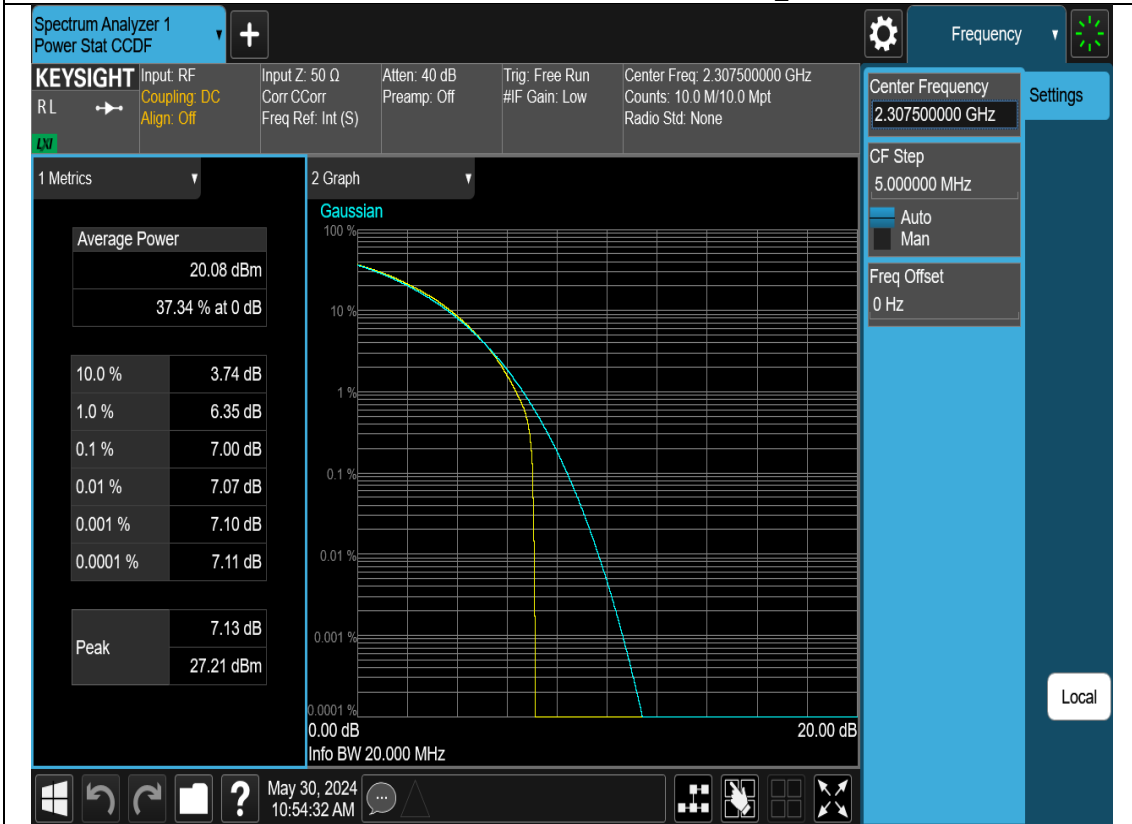 Spectrum Analyzer 1
Power Stat CCDF
Frequency
KEYSIGHT
RL
LXI
Input: RF
Coupling: DC
Align: Off
Input Z: 50 Ω
Corr CCorr
Freq Ref: Int (S)
Atten: 40 dB
Preamp: Off
Trig: Free Run
#IF Gain: Low
Center Freq: 2.307500000 GHz
Counts: 10.0 M/10.0 Mpt
Radio Std: None
Center Frequency
2.307500000 GHz
Settings
CF Step
5.000000 MHz
Auto
Man
Freq Offset
0 Hz
Local
1 Metrics
Average Power
20.08 dBm
37.34 % at 0 dB
10.0 % 3.74 dB
1.0 % 6.35 dB
0.1 % 7.00 dB
0.01 % 7.07 dB
0.001 % 7.10 dB
0.0001 % 7.11 dB
Peak 7.13 dB
27.21 dBm
2 Graph
Gaussian
100 %
10 %
1 %
0.1 %
0.01 %
0.001 %
0.0001 %
0.00 dB 20.00 dB
Info BW 20.000 MHz
?
May 30, 2024
10:54:32 AM